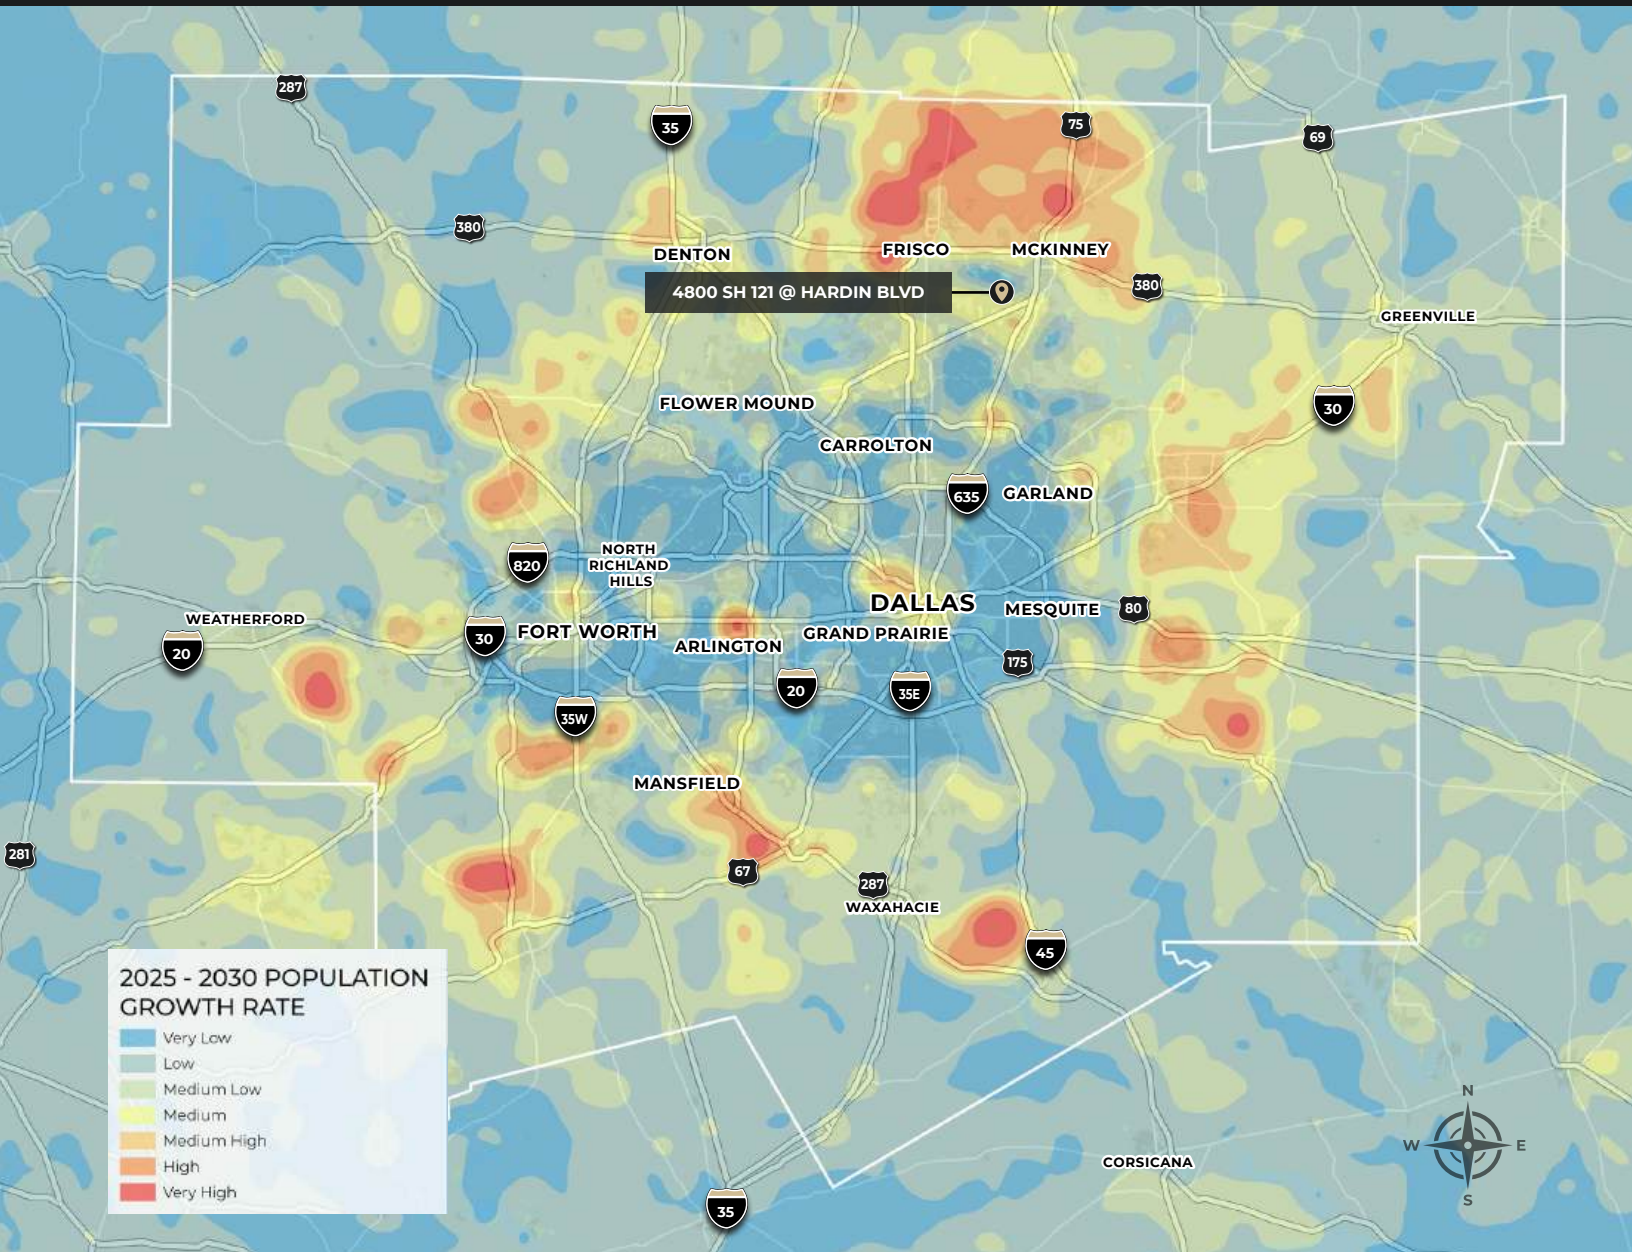 287
35
75
69
380
DENTON
FRISCO
MCKINNEY
4800 SH 121 @ HARDIN BLVD
380
GREENVILLE
FLOWER MOUND
30
CARROLTON
635
GARLAND
820
NORTH
RICHLAND
HILLS
DALLAS
MESQUITE
80
WEATHERFORD
20
30
FORT WORTH
ARLINGTON
GRAND PRAIRIE
175
20
35E
35W
MANSFIELD
281
67
287
WAXAHACIE
45
2025 - 2030 POPULATION
GROWTH RATE
Very Low
Low
Medium Low
Medium
Medium High
High
Very High
N
W
E
S
CORSICANA
35